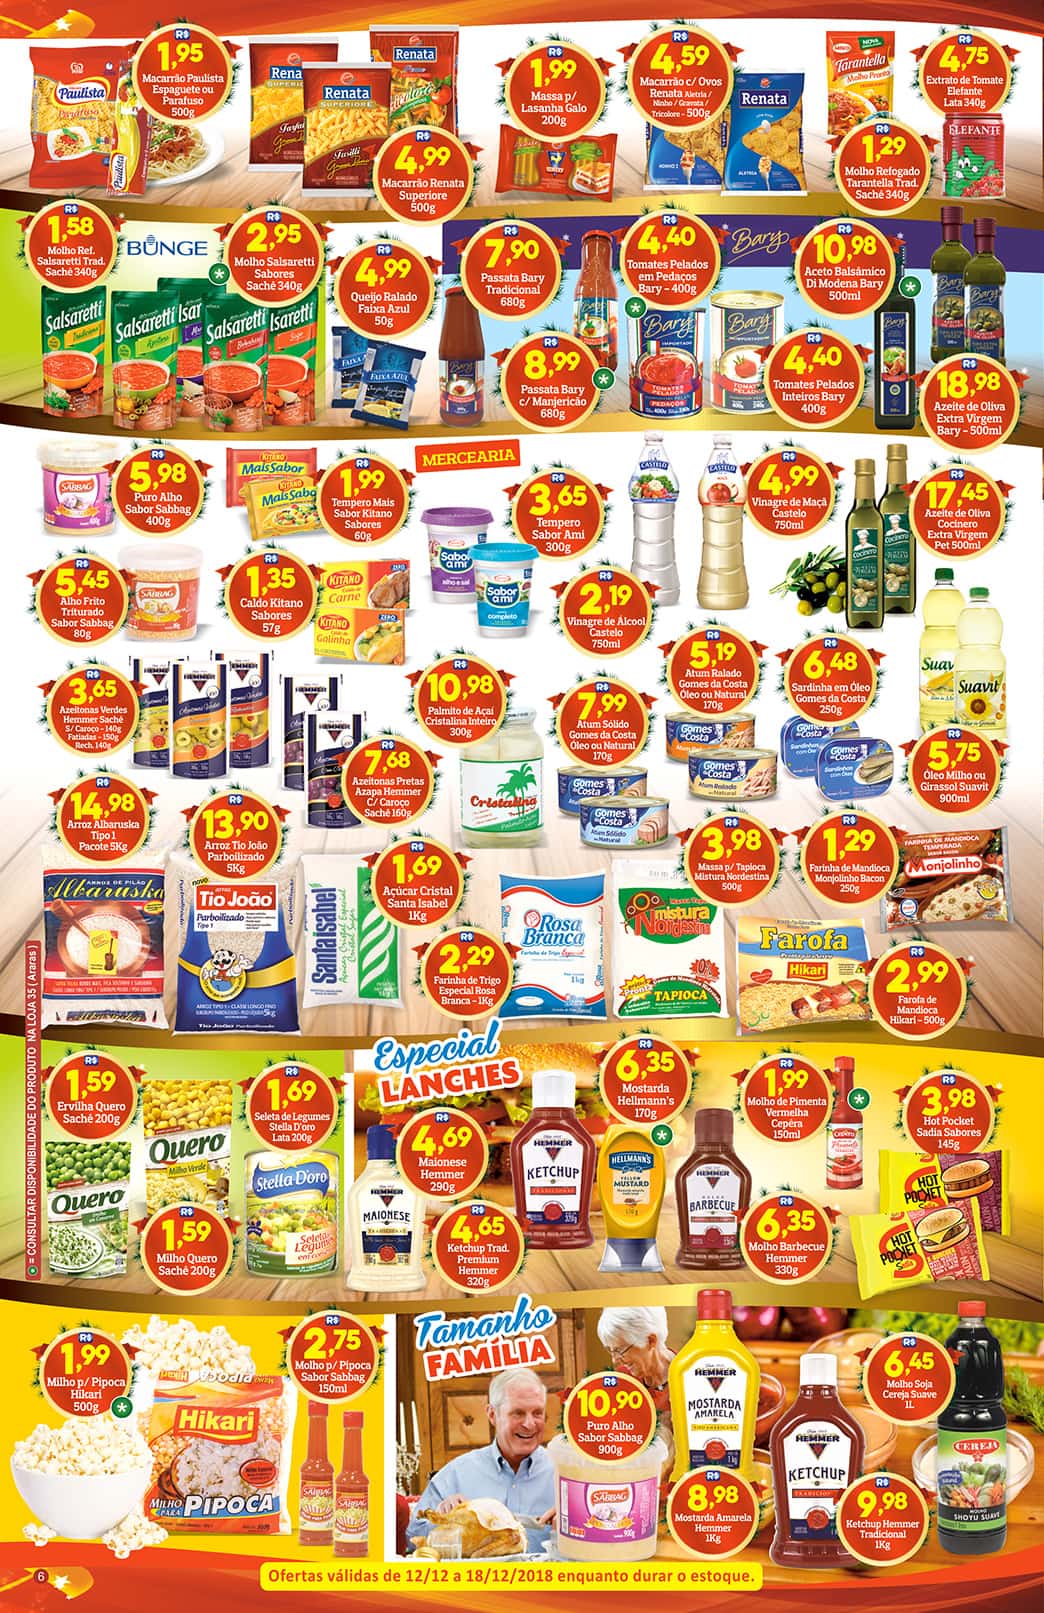 R$
1,95
Macarrão Paulista
Espaguete ou
Parafuso
500g
R$
4,99
Macarrão Renata
Superiore
500g
R$
1,99
Massa p/
Lasanha Galo
200g
R$
4,59
Macarrão c/ Ovos
Renata Aletria /
Ninho / Gravata /
Tricolore - 500g
R$
1,29
Molho Refogado
Tarantella Trad.
Sachê 340g
R$
4,75
Extrato de Tomate
Elefante
Lata 340g
R$
1,58
Molho Ref.
Salsaretti Trad.
Sachê 340g
BUNGE
R$
2,95
Molho Salsaretti
Sabores
Sachê 340g
R$
4,99
Queijo Ralado
Faixa Azul
50g
R$
7,90
Passata Bary
Tradicional
680g
R$
8,99
Passata Bary
c/ Manjericão
680g
R$
4,40
Tomates Pelados
em Pedaços
Bary - 400g
Bary
R$
4,40
Tomates Pelados
Inteiros Bary
400g
R$
10,98
Aceto Balsâmico
Di Modena Bary
500ml
R$
18,98
Azeite de Oliva
Extra Virgem
Bary - 500ml
R$
5,98
Puro Alho
Sabor Sabbag
400g
R$
1,99
Tempero Mais
Sabor Kitano
Sabores
60g
MERCEARIA
R$
3,65
Tempero
Sabor Ami
300g
R$
4,99
Vinagre de Maçã
Castelo
750ml
R$
17,45
Azeite de Oliva
Cocinero
Extra Virgem
Pet 500ml
R$
5,45
Alho Frito
Triturado
Sabor Sabbag
80g
R$
1,35
Caldo Kitano
Sabores
57g
R$
2,19
Vinagre de Álcool
Castelo
750ml
R$
3,65
Azeitonas Verdes
Hemmer Sachê
S/ Caroço - 140g
Fatiadas - 150g
Rech. 140g
R$
7,68
Azeitonas Pretas
Azapa Hemmer
C/ Caroço
Sachê 160g
R$
10,98
Palmito de Açaí
Cristalina Inteiro
300g
R$
7,99
Atum Sólido
Gomes da Costa
Óleo ou Natural
170g
R$
5,19
Atum Ralado
Gomes da Costa
Óleo ou Natural
170g
R$
6,48
Sardinha em Óleo
Gomes da Costa
250g
R$
5,75
Óleo Milho ou
Girassol Suavit
900ml
R$
14,98
Arroz Albaruska
Tipo 1
Pacote 5Kg
R$
13,90
Arroz Tio João
Parboilizado
5Kg
R$
1,69
Açúcar Cristal
Santa Isabel
1Kg
R$
2,29
Farinha de Trigo
Especial Rosa
Branca - 1Kg
R$
3,98
Massa p/ Tapioca
Mistura Nordestina
500g
R$
1,29
Farinha de Mandioca
Monjolinho Bacon
250g
R$
2,99
Farofa de
Mandioca
Hikari - 500g
* = CONSULTAR DISPONIBILIDADE DO PRODUTO NA LOJA 35 ( Araras )
R$
1,59
Ervilha Quero
Sachê 200g
R$
1,59
Milho Quero
Sachê 200g
R$
1,69
Seleta de Legumes
Stella D'oro
Lata 200g
Especial
LANCHES
R$
4,69
Maionese
Hemmer
290g
R$
4,65
Ketchup Trad.
Premium
Hemmer
320g
R$
6,35
Mostarda
Hellmann's
170g
R$
6,35
Molho Barbecue
Hemmer
330g
R$
1,99
Molho de Pimenta
Vermelha
Cepêra
150ml
R$
3,98
Hot Pocket
Sadia Sabores
145g
R$
1,99
Milho p/ Pipoca
Hikari
500g
R$
2,75
Molho p/ Pipoca
Sabor Sabbag
150ml
Tamanho
FAMÍLIA
R$
10,90
Puro Alho
Sabor Sabbag
900g
R$
8,98
Mostarda Amarela
Hemmer
1Kg
R$
9,98
Ketchup Hemmer
Tradicional
1Kg
R$
6,45
Molho Soja
Cereja Suave
1L
6
Ofertas válidas de 12/12 a 18/12/2018 enquanto durar o estoque.